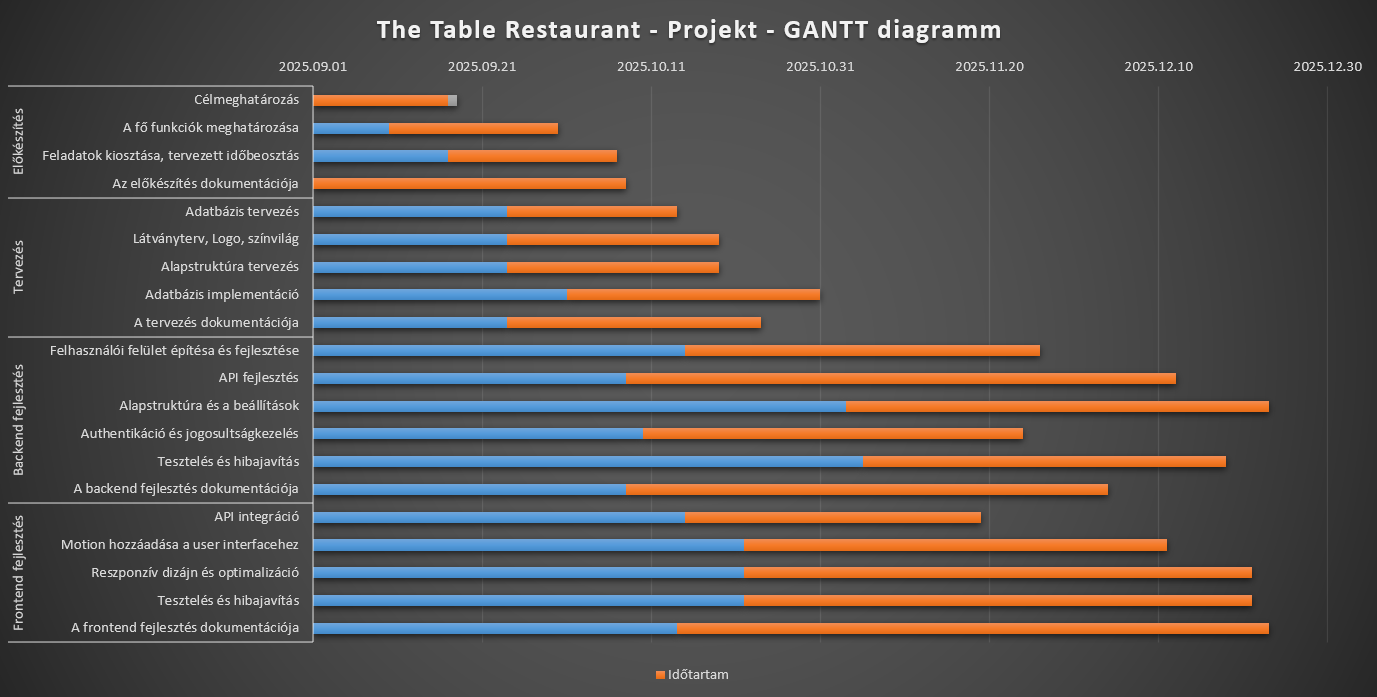 The Table Restaurant - Projekt - GANTT diagramm
2025.09.01 2025.09.21 2025.10.11 2025.10.31 2025.11.20 2025.12.10 2025.12.30
Előkészítés
Célmeghatározás
A fő funkciók meghatározása
Feladatok kiosztása, tervezett időbeosztás
Az előkészítés dokumentációja
Tervezés
Adatbázis tervezés
Látványterv, Logo, színvilág
Alapstruktúra tervezés
Adatbázis implementáció
A tervezés dokumentációja
Backend fejlesztés
Felhasználói felület építésa és fejlesztése
API fejlesztés
Alapstruktúra és a beállítások
Authentikáció és jogosultságkezelés
Tesztelés és hibajavítás
A backend fejlesztés dokumentációja
Frontend fejlesztés
API integráció
Motion hozzáadása a user interfacehez
Reszponzív dizájn és optimalizáció
Tesztelés és hibajavítás
A frontend fejlesztés dokumentációja
Időtartam